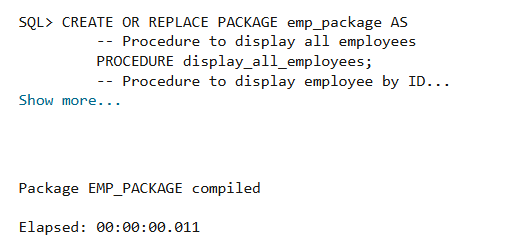 SQL> CREATE OR REPLACE PACKAGE emp_package AS
-- Procedure to display all employees
PROCEDURE display_all_employees;
-- Procedure to display employee by ID...
Show more...
Package EMP_PACKAGE compiled
Elapsed: 00:00:00.011